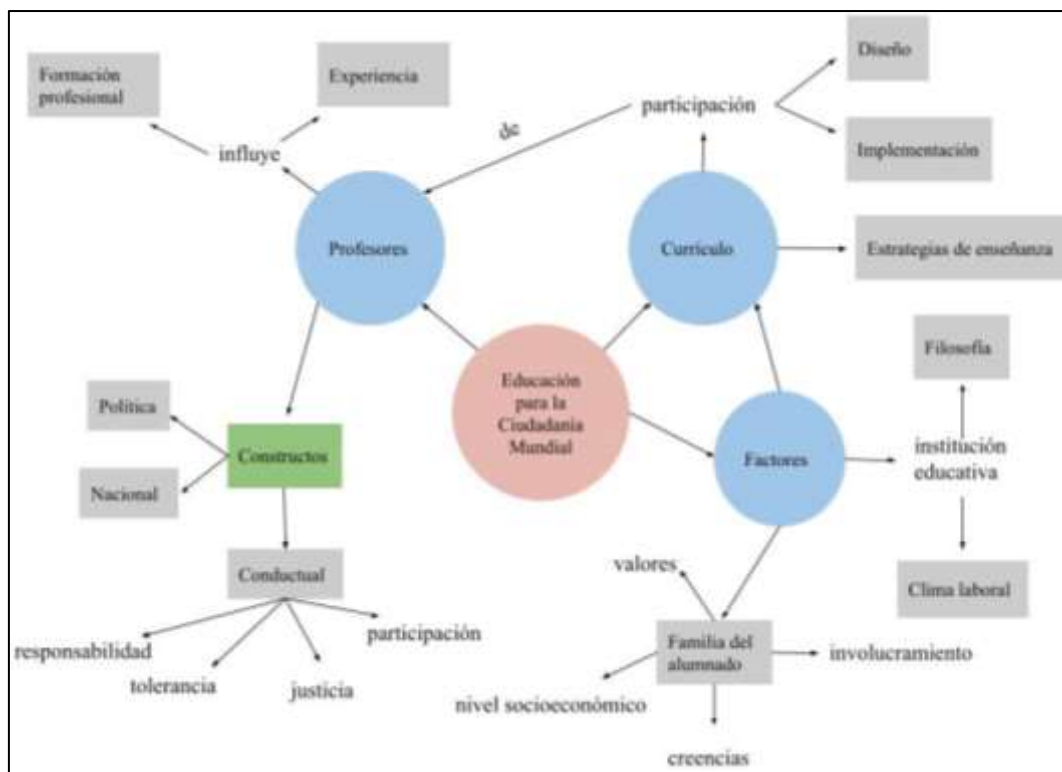 Formación
profesional
Experiencia
influye
participación
de
Diseño
Implementación
Profesores
Currículo
Estrategias de enseñanza
Educación
para la
Ciudadanía
Mundial
Filosofía
Factores
institución
educativa
Clima laboral
Política
Constructos
Nacional
Conductual
responsabilidad
tolerancia
justicia
participación
valores
Familia del
alumnado
involucramiento
nivel socioeconómico
creencias